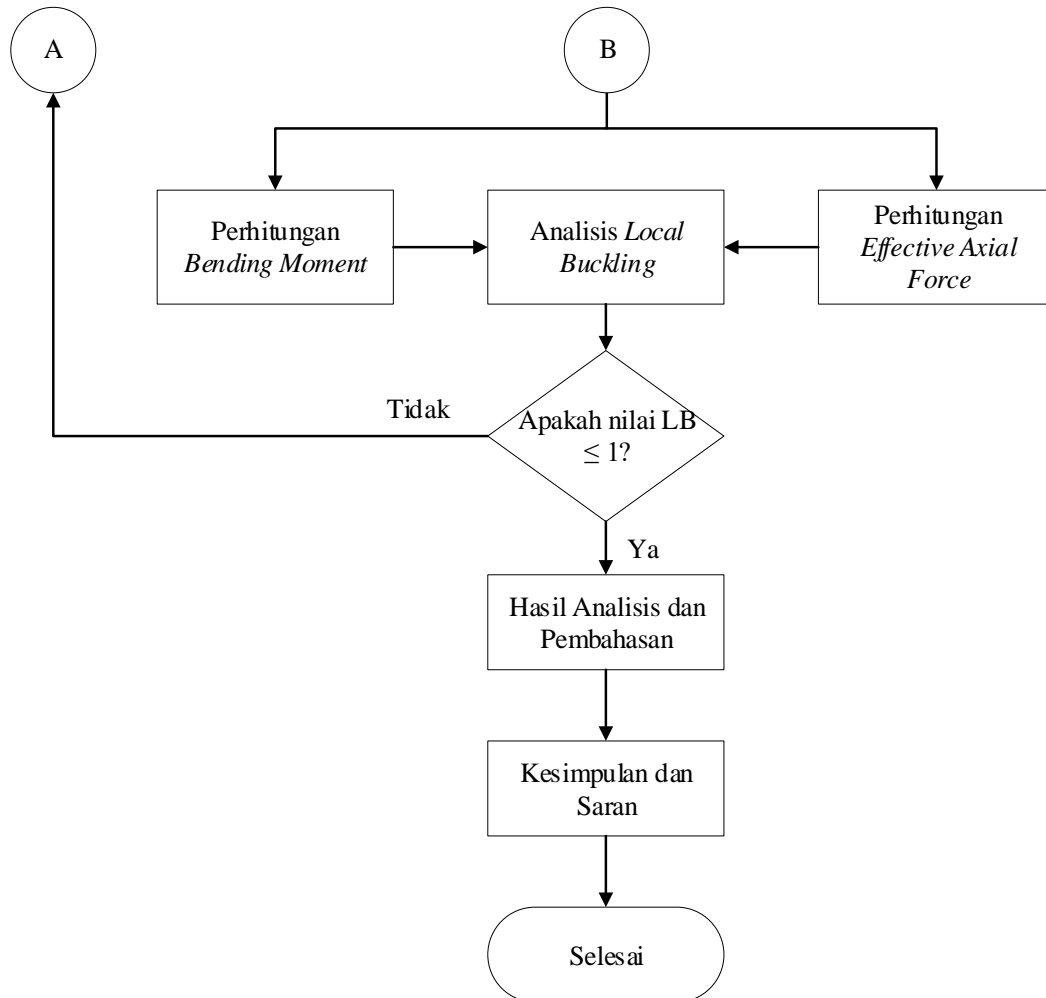 A
B
Perhitungan
Bending Moment
Analisis Local
Buckling
Perhitungan
Effective Axial
Force
Tidak
Apakah nilai LB
≤ 1?
Ya
Hasil Analisis dan
Pembahasan
Kesimpulan dan
Saran
Selesai